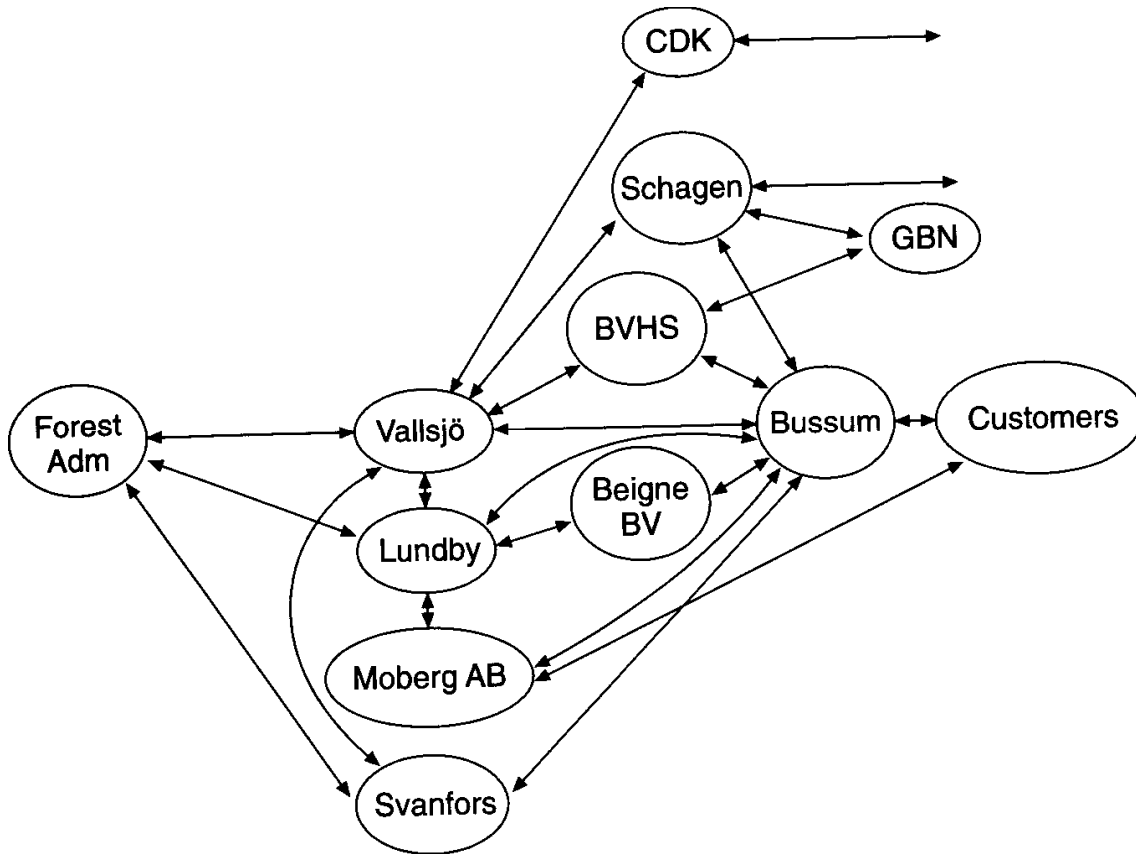 CDK
Schagen
GBN
BVHS
Forest
Adm
Vallsjö
Bussum
Customers
Beigne
BV
Lundby
Moberg AB
Svanfors